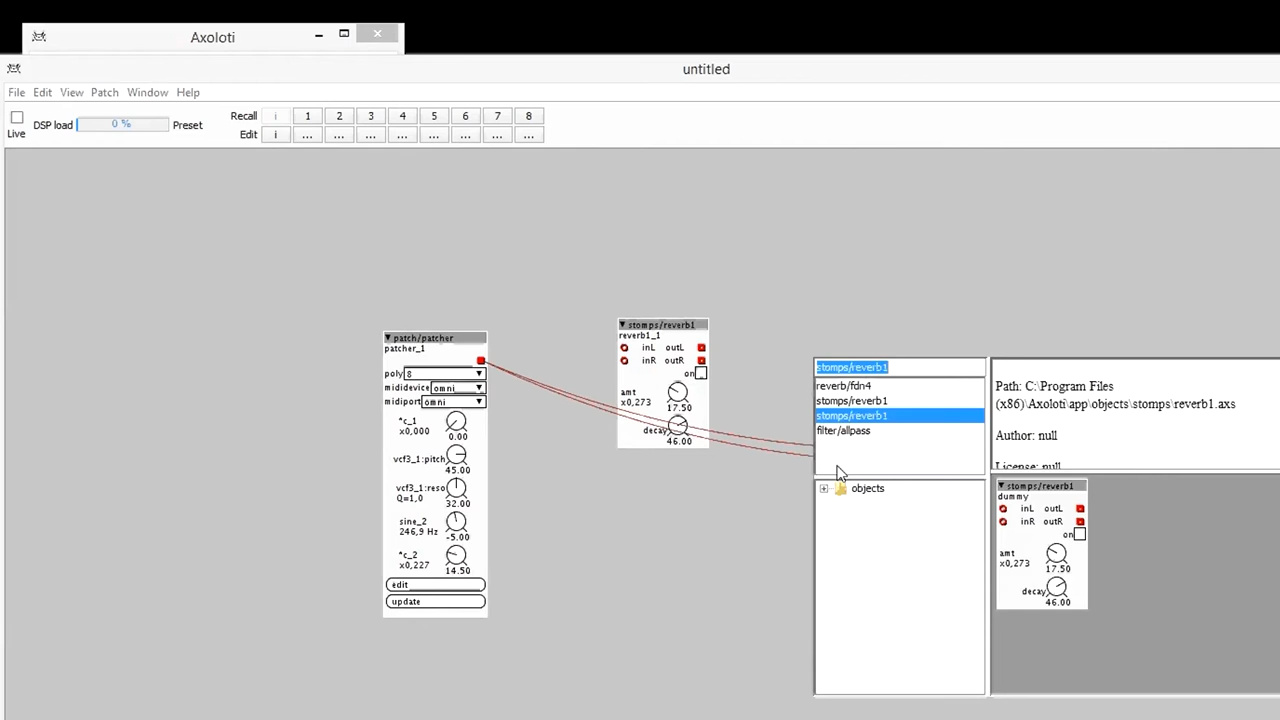 Axoloti
untitled
File Edit View Patch Window Help
Live
DSP load 0 % Preset
Recall i 1 2 3 4 5 6 7 8
Edit i ... ... ... ... ... ... ... ...
patch/patcher
patcher_1
poly 8
mididevice omni
midiport omni
*c_1
x0,000
0.00
vcf3_1:pitch
45.00
vcf3_1:reso
Q=1,0
32.00
sine_2
246,9 Hz
-5.00
*c_2
x0,227
14.50
edit
update
stomps/reverb1
reverb1_1
inL outL
inR outR
on
amt
x0,273
17.50
decay
46.00
stomps/reverb1
reverb/fdn4
stomps/reverb1
stomps/reverb1
filter/allpass
objects
Path: C:\Program Files
(x86)\Axoloti\app\objects\stomps\reverb1.axs
Author: null
License: null
stomps/reverb1
dummy
inL outL
inR outR
on
amt
x0,273
17.50
decay
46.00